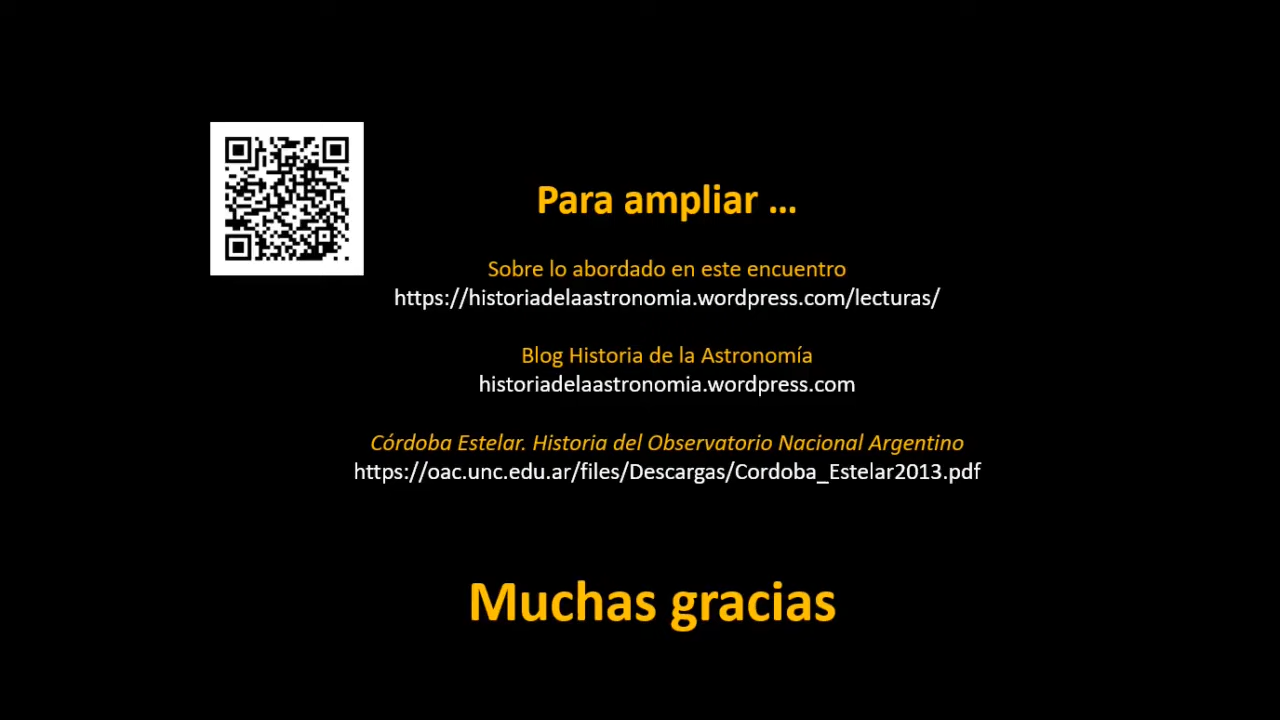 Para ampliar ...
Sobre lo abordado en este encuentro
https://historiadelaastronomia.wordpress.com/lecturas/
Blog Historia de la Astronomía
historiadelaastronomia.wordpress.com
Córdoba Estelar. Historia del Observatorio Nacional Argentino
https://oac.unc.edu.ar/files/Descargas/Cordoba_Estelar2013.pdf
Muchas gracias